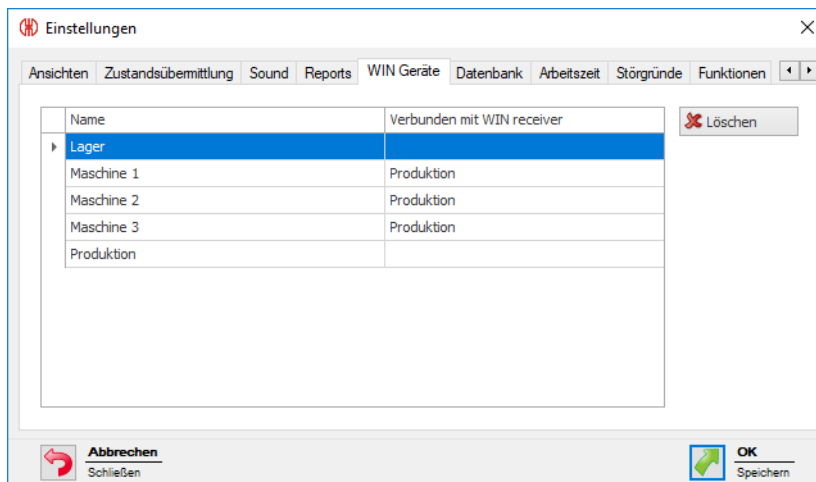 Einstellungen
Ansichten Zustandsübermittlung Sound Reports WIN Geräte Datenbank Arbeitszeit Störgründe Funktionen
Name Verbunden mit WIN receiver
Löschen
Lager
Maschine 1 Produktion
Maschine 2 Produktion
Maschine 3 Produktion
Produktion
Abbrechen
Schließen
OK
Speichern